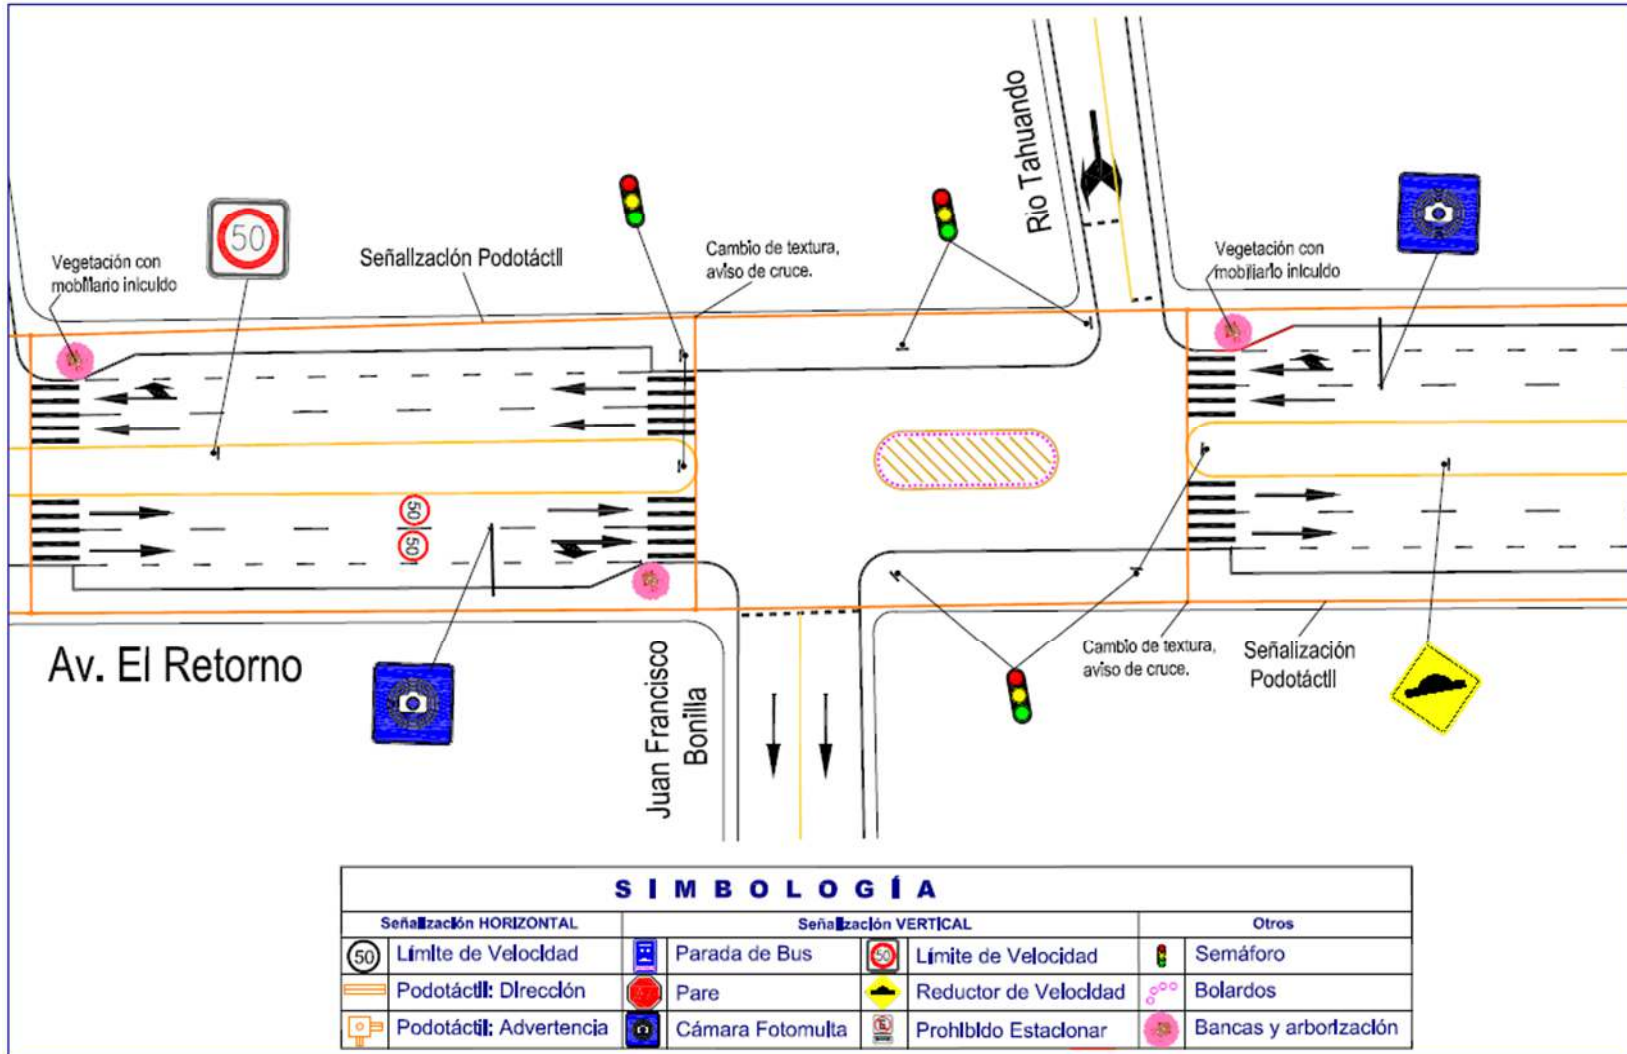 Rio Tahuando
50
Vegetación con
mobiliario iniculdo
Señalización Podotáctil
Cambio de textura,
aviso de cruce.
Vegetación con
mobiliario iniculdo
50
50
Av. El Retorno
Juan Francisco
Bonilla
Cambio de textura,
aviso de cruce.
Señalización
Podotáctil
SIMBOLOGÍA
Señalización HORIZONTAL
Señalización VERTICAL
Otros
50 Límite de Velocidad
Parada de Bus
50 Límite de Velocidad
Semáforo
Podotáctil: Dirección
Pare
Reductor de Velocidad
Bolardos
Podotáctil: Advertencia
Cámara Fotomulta
Prohibido Estacionar
Bancas y arborización